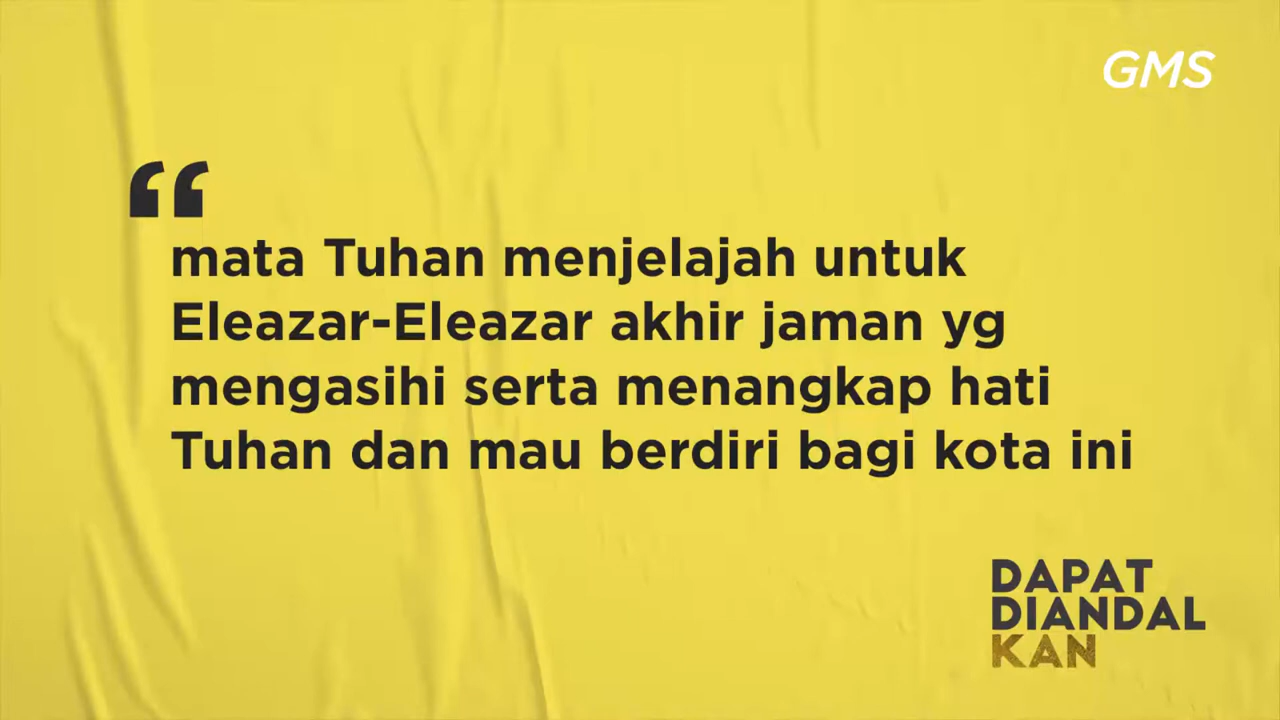 GMS
“
mata Tuhan menjelajah untuk
Eleazar-Eleazar akhir jaman yg
mengasihi serta menangkap hati
Tuhan dan mau berdiri bagi kota ini
DAPAT
DIANDAL
KAN